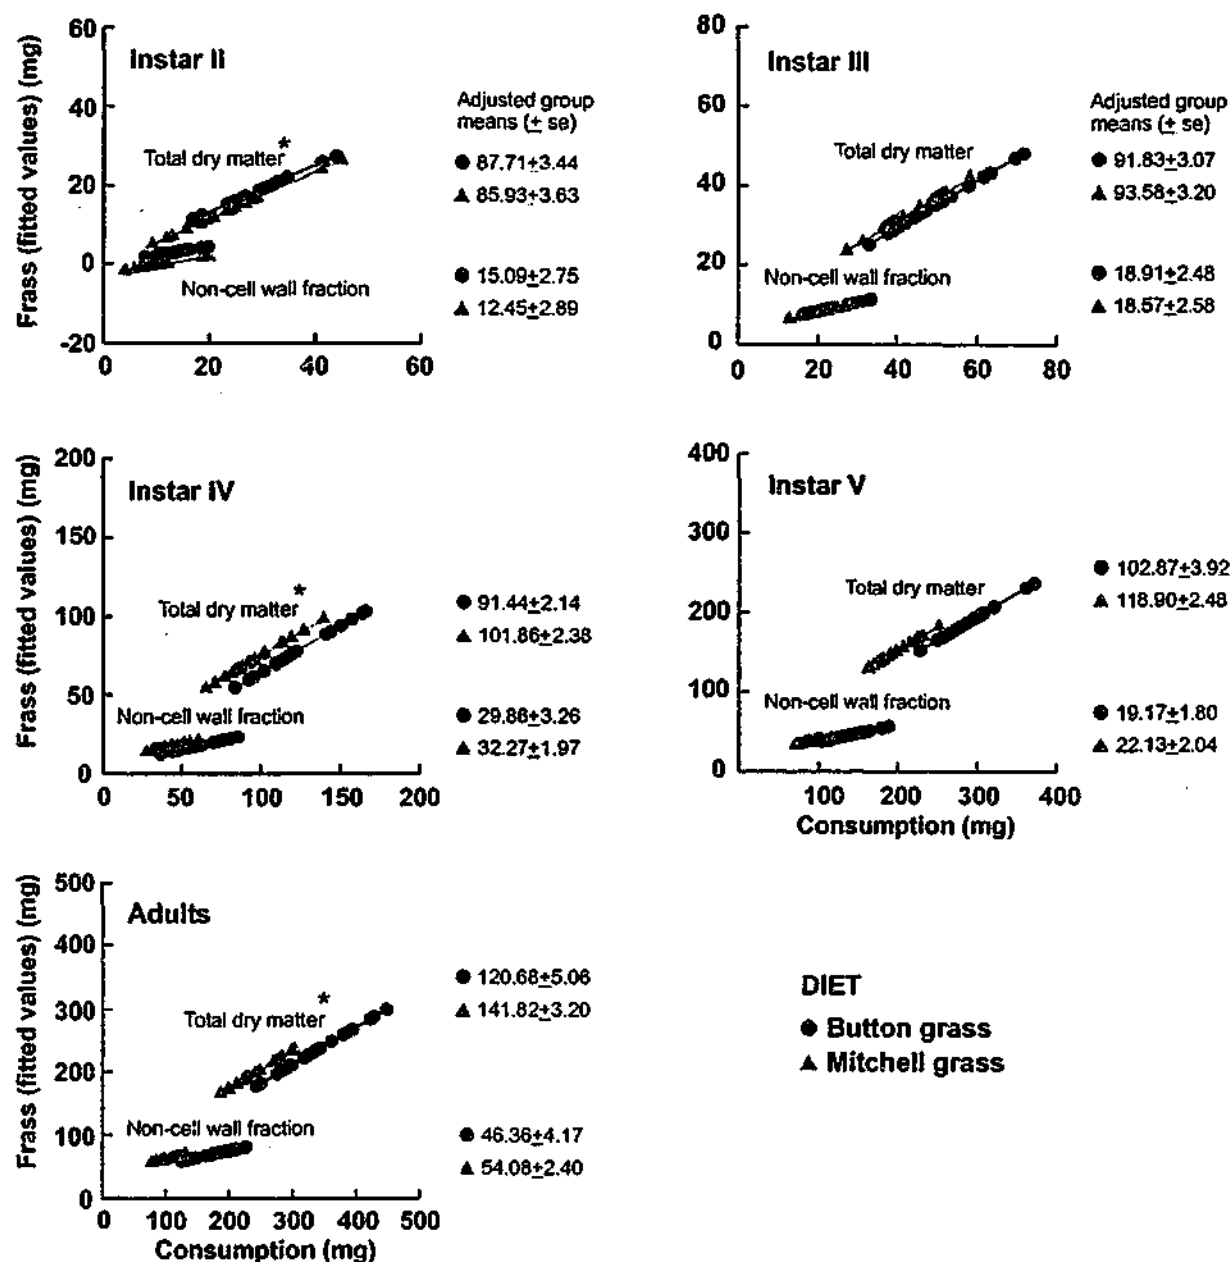 Instar II
Frass (fitted values) (mg)
60
40
20
0
-20
0
20
40
60
Total dry matter
*
Non-cell wall fraction
Adjusted group
means (± se)
● 87.71±3.44
▲ 85.93±3.63
● 15.09±2.75
▲ 12.45±2.89
Instar III
80
60
40
20
0
0
20
40
60
80
Total dry matter
Non-cell wall fraction
Adjusted group
means (± se)
● 91.83±3.07
▲ 93.58±3.20
● 18.91±2.48
▲ 18.57±2.58
Instar IV
Frass (fitted values) (mg)
200
150
100
50
0
0
50
100
150
200
Total dry matter
*
Non-cell wall fraction
● 91.44±2.14
▲ 101.86±2.38
● 29.86±3.26
▲ 32.27±1.97
Instar V
400
300
200
100
0
100
200
300
400
Consumption (mg)
Total dry matter
Non-cell wall fraction
● 102.87±3.92
▲ 118.90±2.48
● 19.17±1.80
▲ 22.13±2.04
Adults
Frass (fitted values) (mg)
500
400
300
200
100
0
0
100
200
300
400
500
Consumption (mg)
Total dry matter
*
Non-cell wall fraction
● 120.68±5.06
▲ 141.82±3.20
● 46.36±4.17
▲ 54.08±2.40
DIET
● Button grass
▲ Mitchell grass